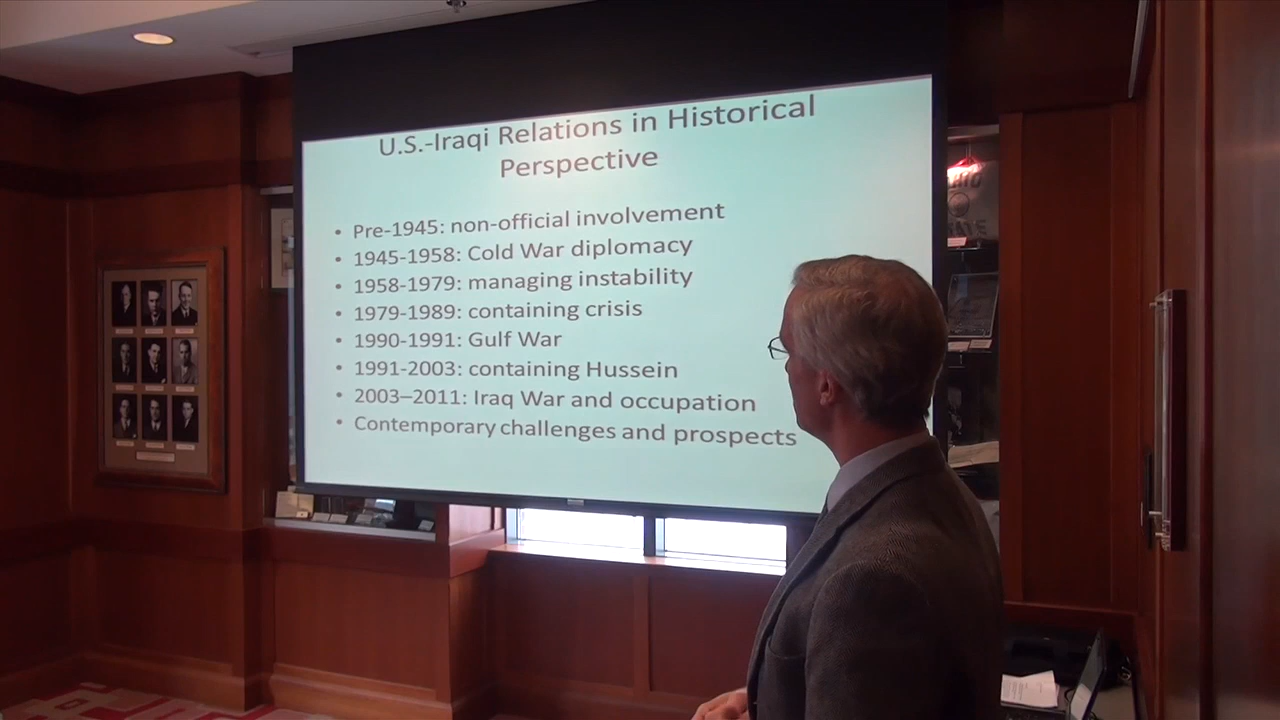 U.S.-Iraqi Relations in Historical
Perspective
• Pre-1945: non-official involvement
• 1945-1958: Cold War diplomacy
• 1958-1979: managing instability
• 1979-1989: containing crisis
• 1990-1991: Gulf War
• 1991-2003: containing Hussein
• 2003–2011: Iraq War and occupation
• Contemporary challenges and prospects